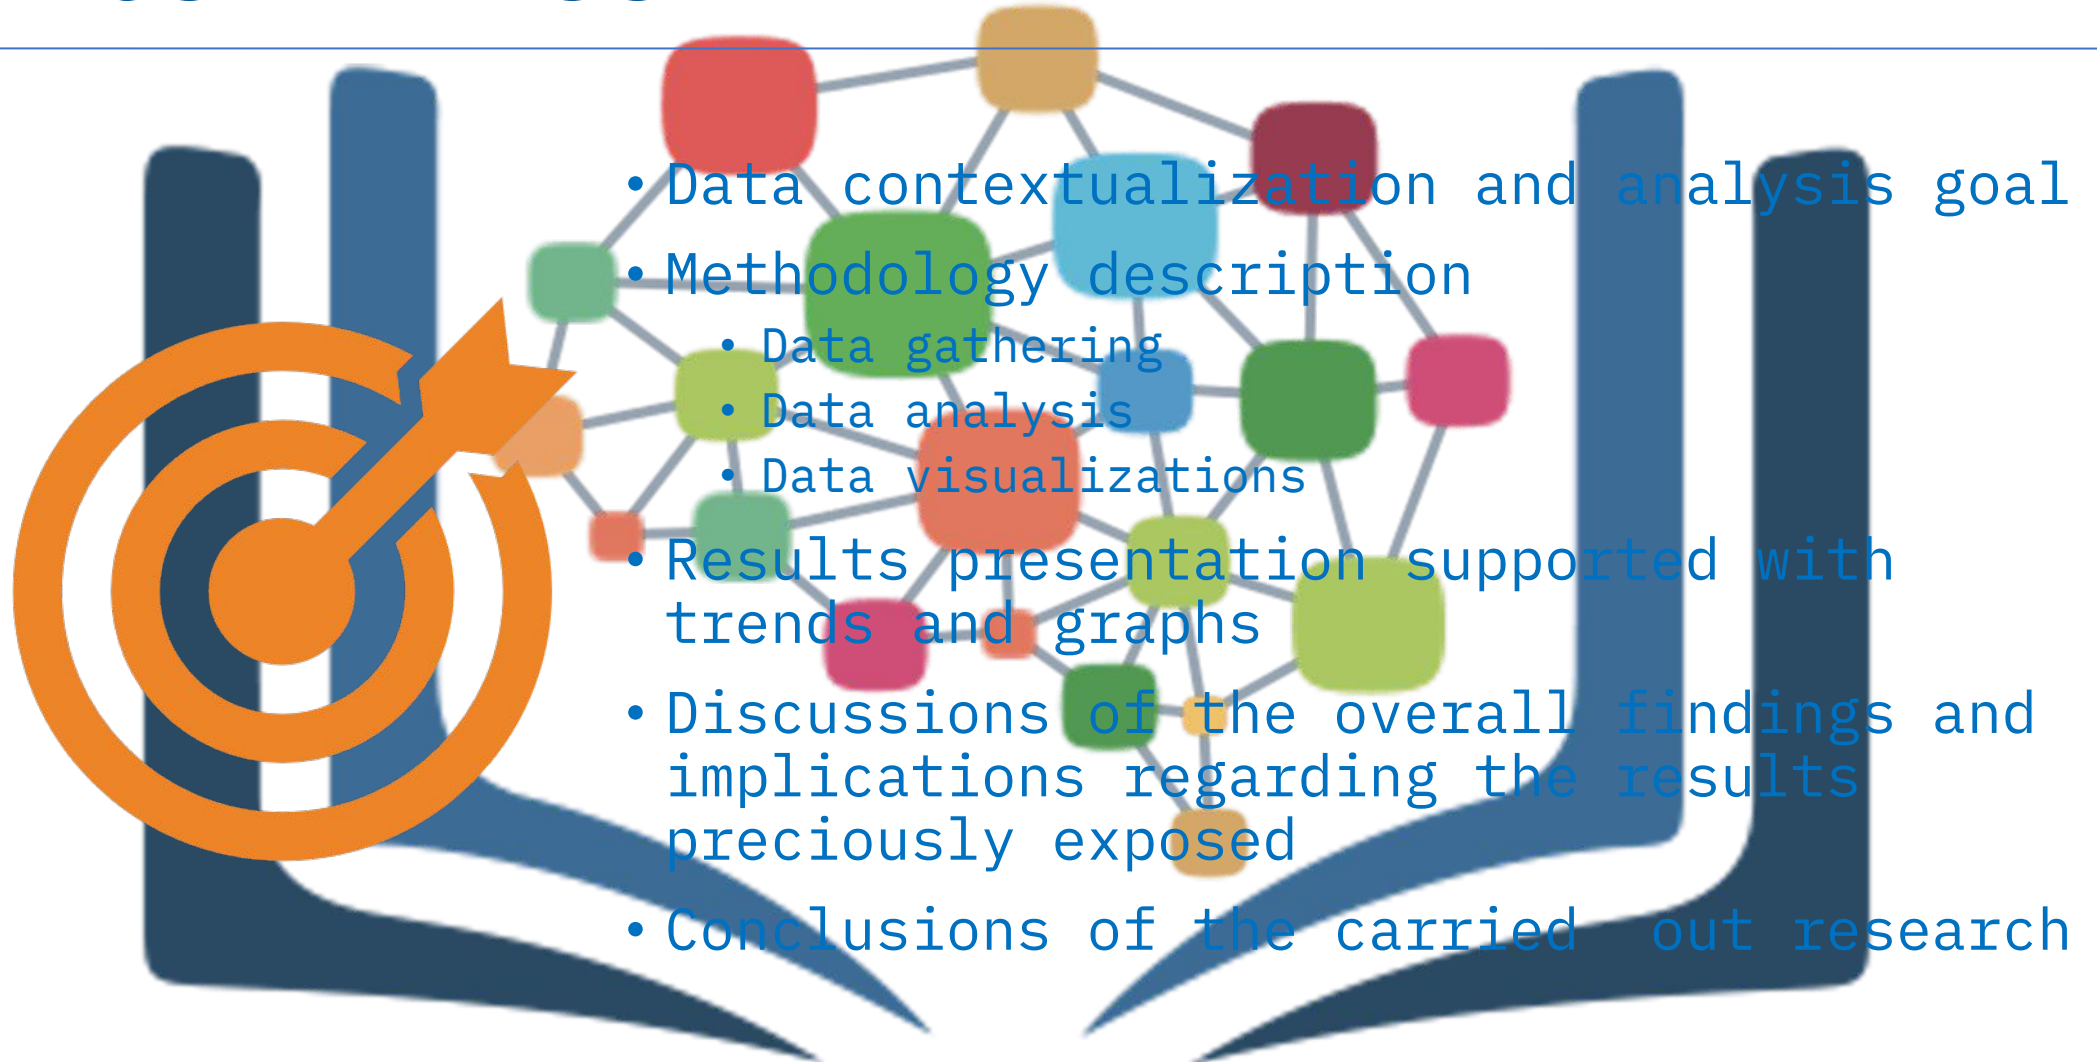 • Data contextualization and analysis goal
• Methodology description
• Data gathering
• Data analysis
• Data visualizations
• Results presentation supported with
trends and graphs
• Discussions of the overall findings and
implications regarding the results
preciously exposed
• Conclusions of the carried  out research